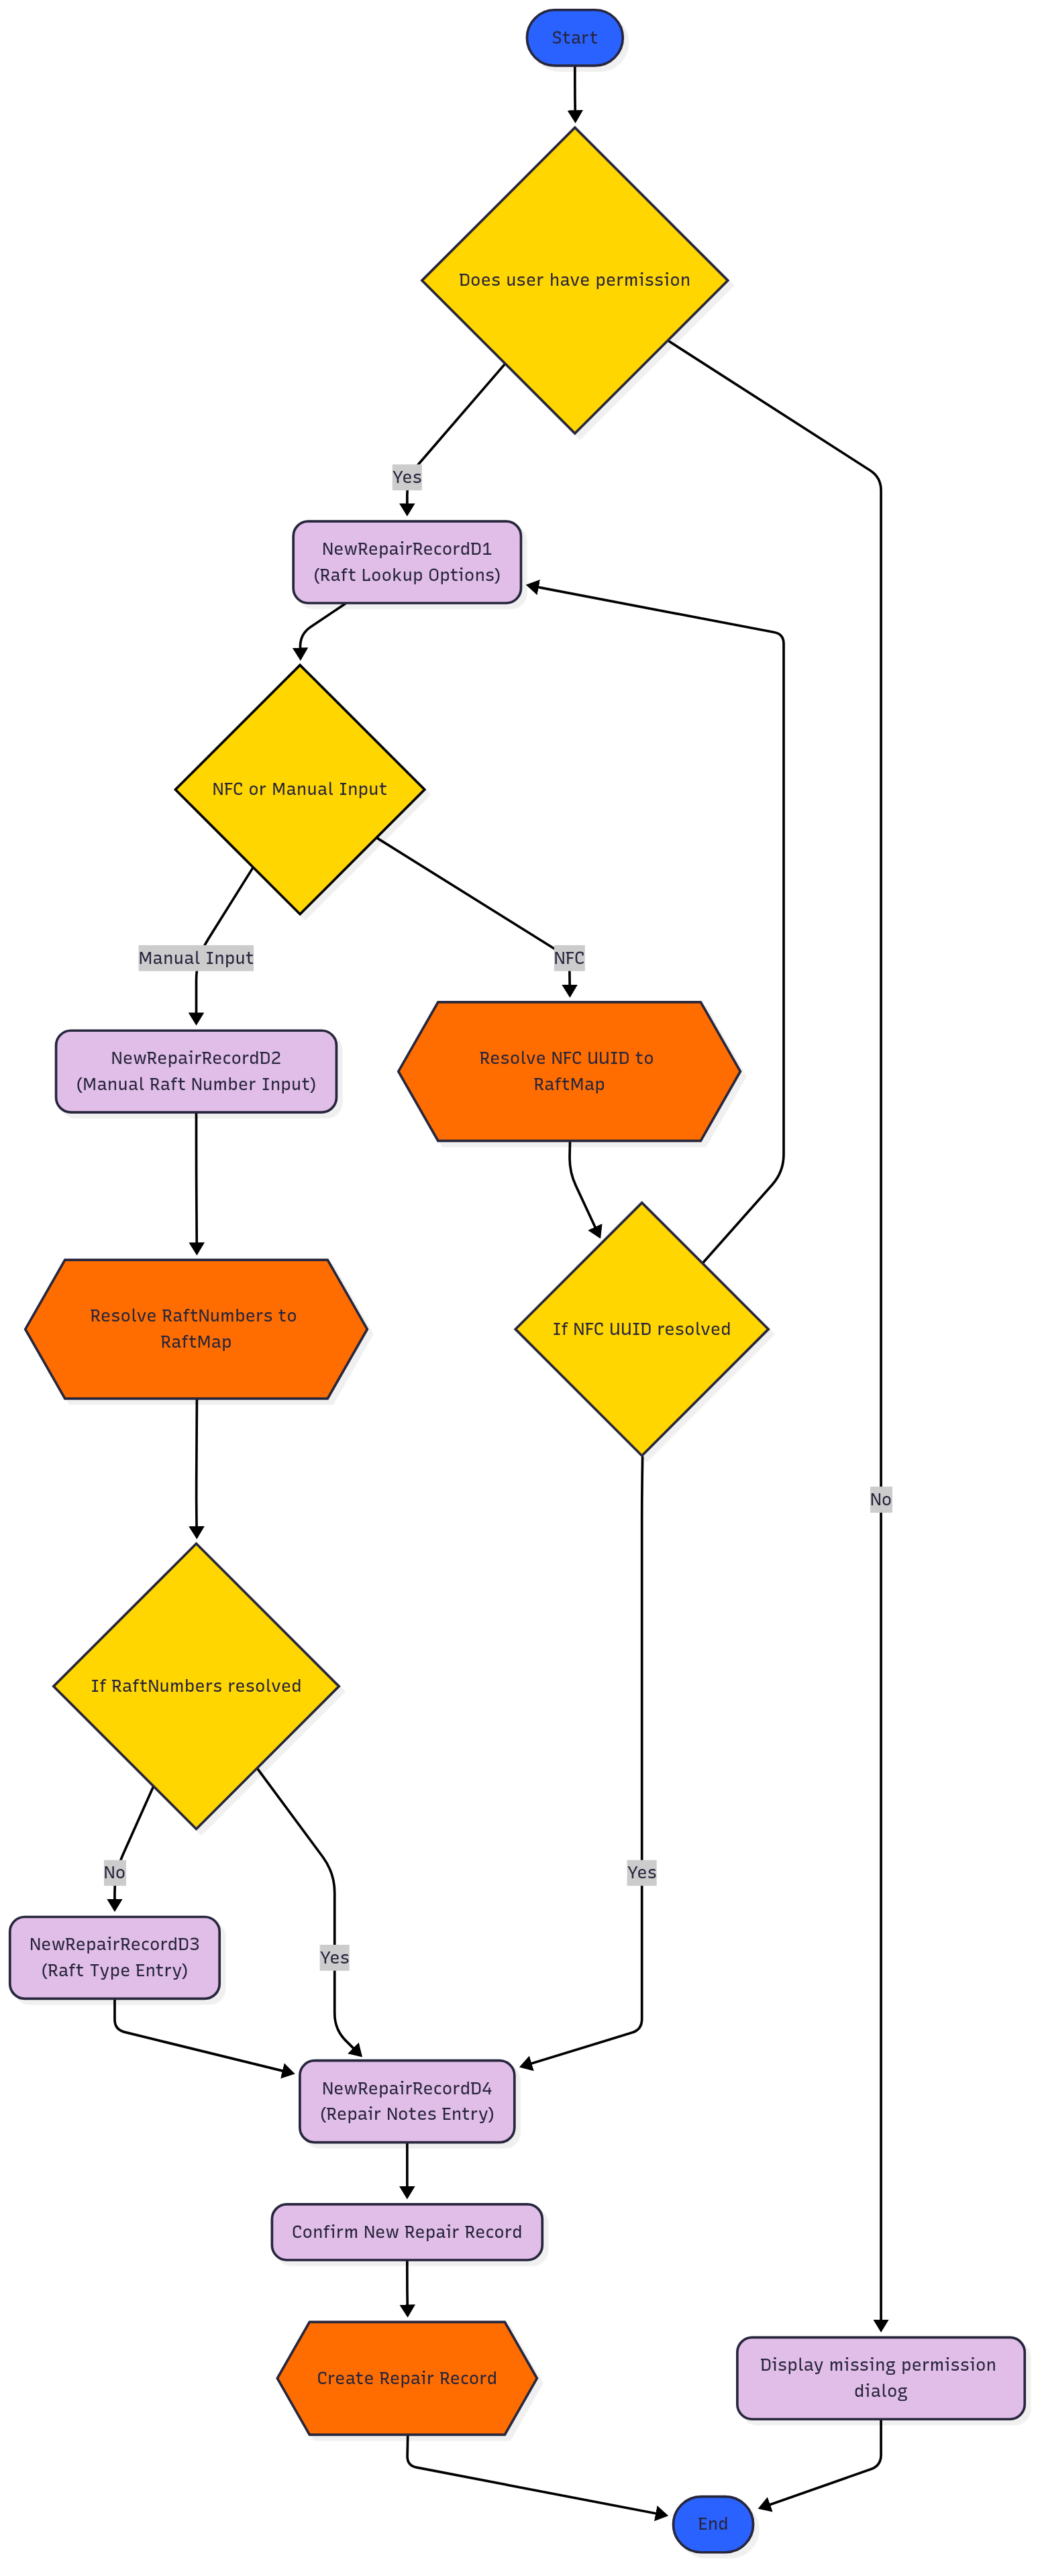 Start
Does user have permission
Yes
NewRepairRecordD1
(Raft Lookup Options)
NFC or Manual Input
Manual Input
NFC
NewRepairRecordD2
(Manual Raft Number Input)
Resolve NFC UUID to
RaftMap
Resolve RaftNumbers to
RaftMap
If NFC UUID resolved
No
If RaftNumbers resolved
No
Yes
Yes
NewRepairRecordD3
(Raft Type Entry)
NewRepairRecordD4
(Repair Notes Entry)
Confirm New Repair Record
Create Repair Record
Display missing permission
dialog
End